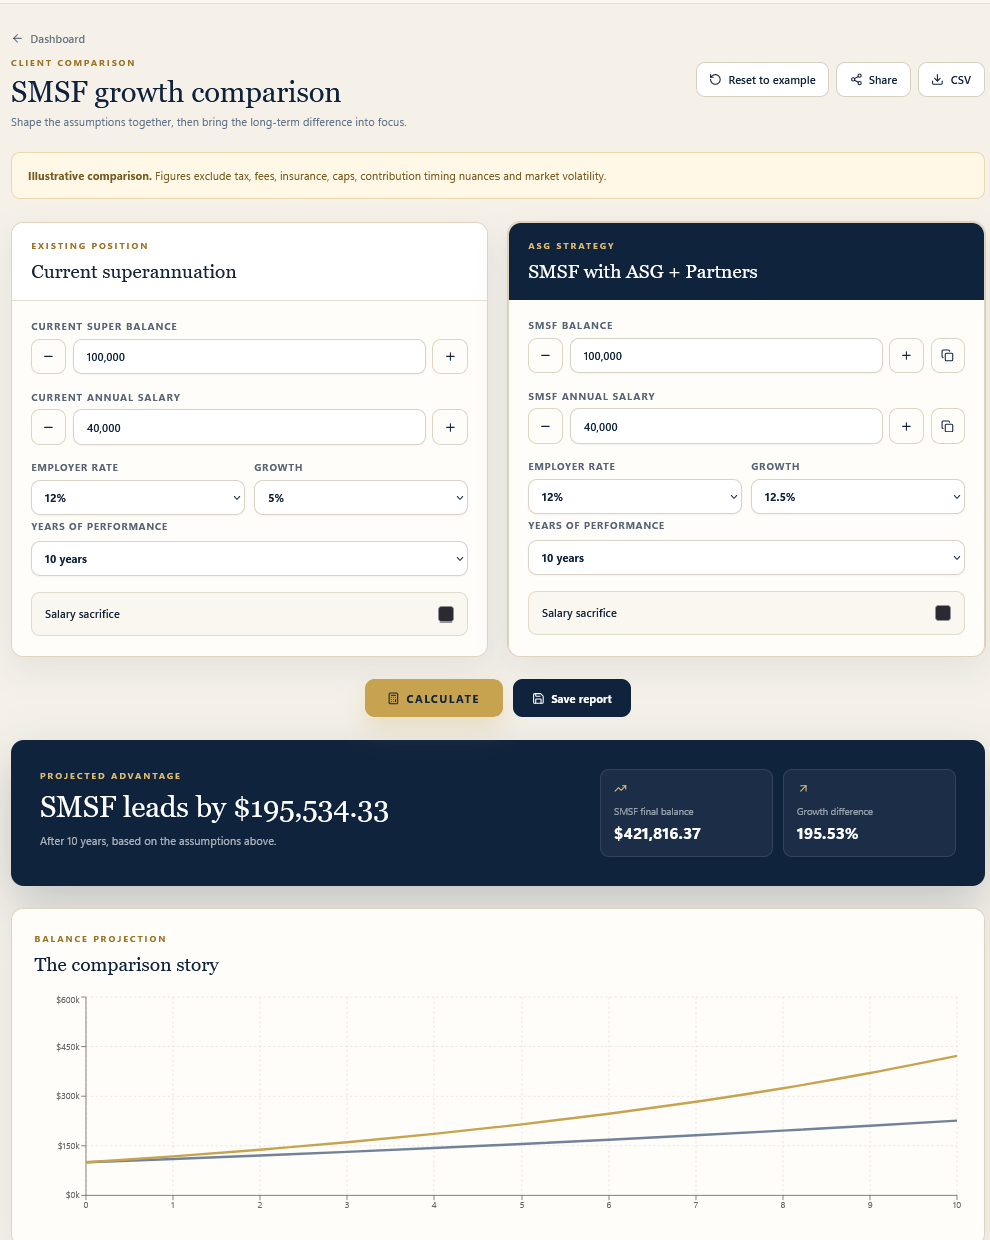 Dashboard
CLIENT COMPARISON
SMSF growth comparison
Shape the assumptions together, then bring the long-term difference into focus.
Reset to example
Share
CSV
Illustrative comparison. Figures exclude tax, fees, insurance, caps, contribution timing nuances and market volatility.
EXISTING POSITION
Current superannuation
CURRENT SUPER BALANCE
− 100,000 +
CURRENT ANNUAL SALARY
− 40,000 +
EMPLOYER RATE GROWTH
12% 5%
YEARS OF PERFORMANCE
10 years
Salary sacrifice
ASG STRATEGY
SMSF with ASG + Partners
SMSF BALANCE
− 100,000 +
SMSF ANNUAL SALARY
− 40,000 +
EMPLOYER RATE GROWTH
12% 12.5%
YEARS OF PERFORMANCE
10 years
Salary sacrifice
CALCULATE
Save report
PROJECTED ADVANTAGE
SMSF leads by $195,534.33
After 10 years, based on the assumptions above.
SMSF final balance
$421,816.37
Growth difference
195.53%
BALANCE PROJECTION
The comparison story
$600k
$450k
$300k
$150k
$0k
0 1 2 3 4 5 6 7 8 9 10